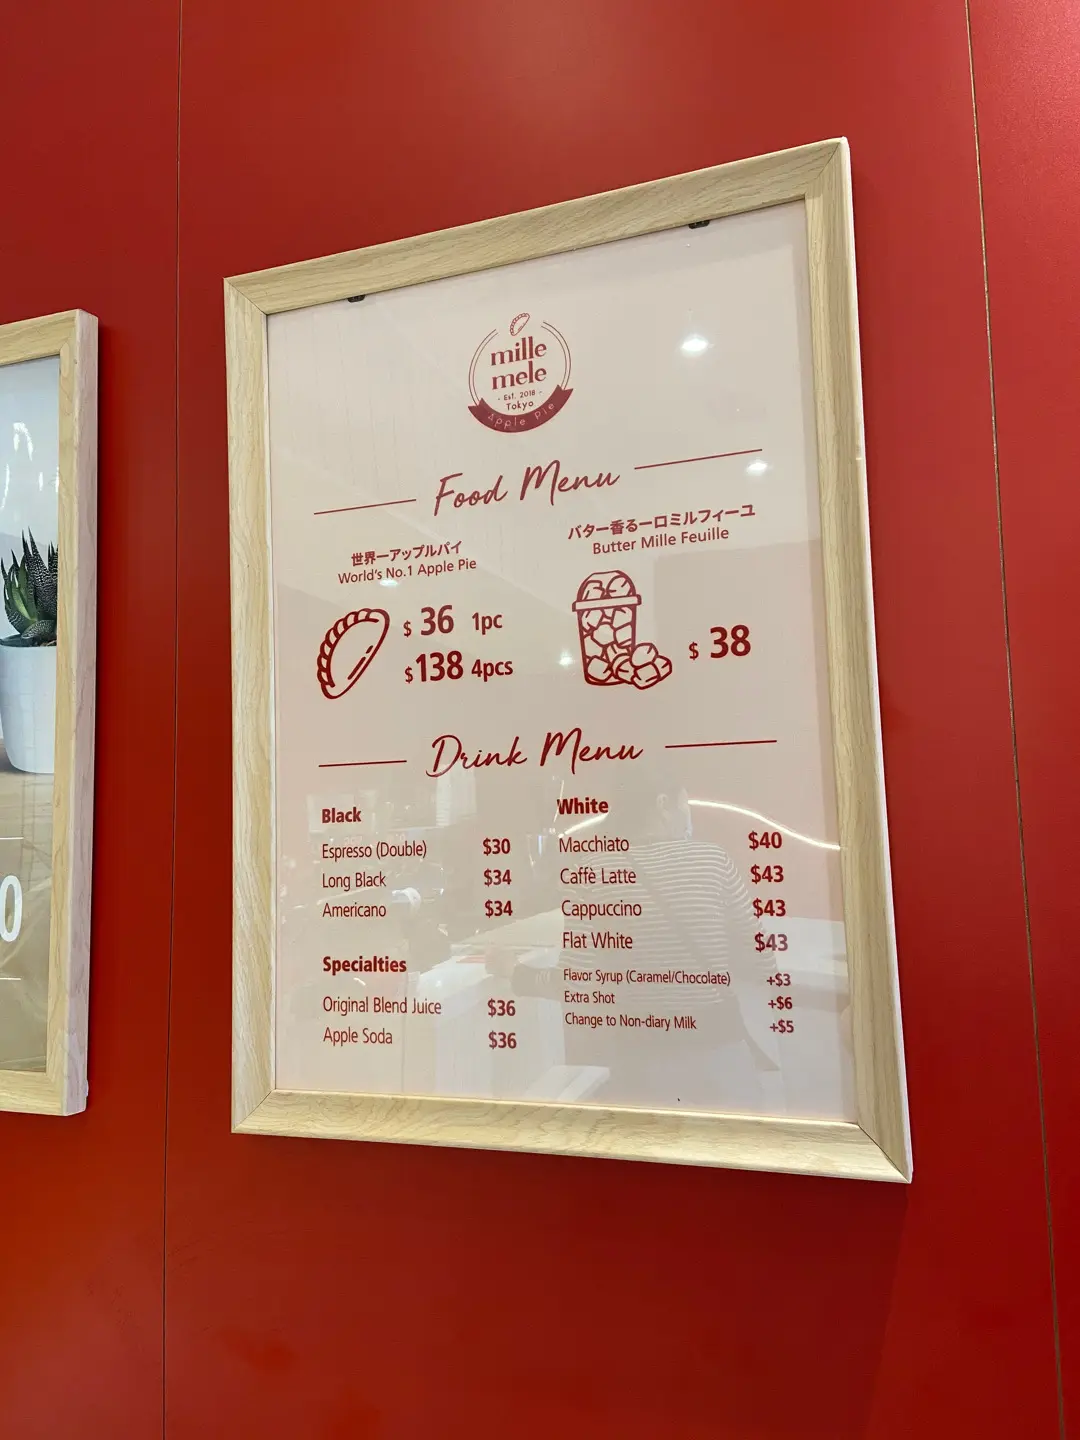 mille
mele
- Est. 2018 -
Tokyo
Apple Pie
Food Menu
世界一アップルパイ
World's No.1 Apple Pie
$ 36 1pc
$138 4pcs
バター香る一口ミルフィーユ
Butter Mille Feuille
$ 38
Drink Menu
Black
Espresso (Double) $30
Long Black $34
Americano $34
Specialties
Original Blend Juice $36
Apple Soda $36
White
Macchiato $40
Caffè Latte $43
Cappuccino $43
Flat White $43
Flavor Syrup (Caramel/Chocolate) +$3
Extra Shot +$6
Change to Non-diary Milk +$5
0